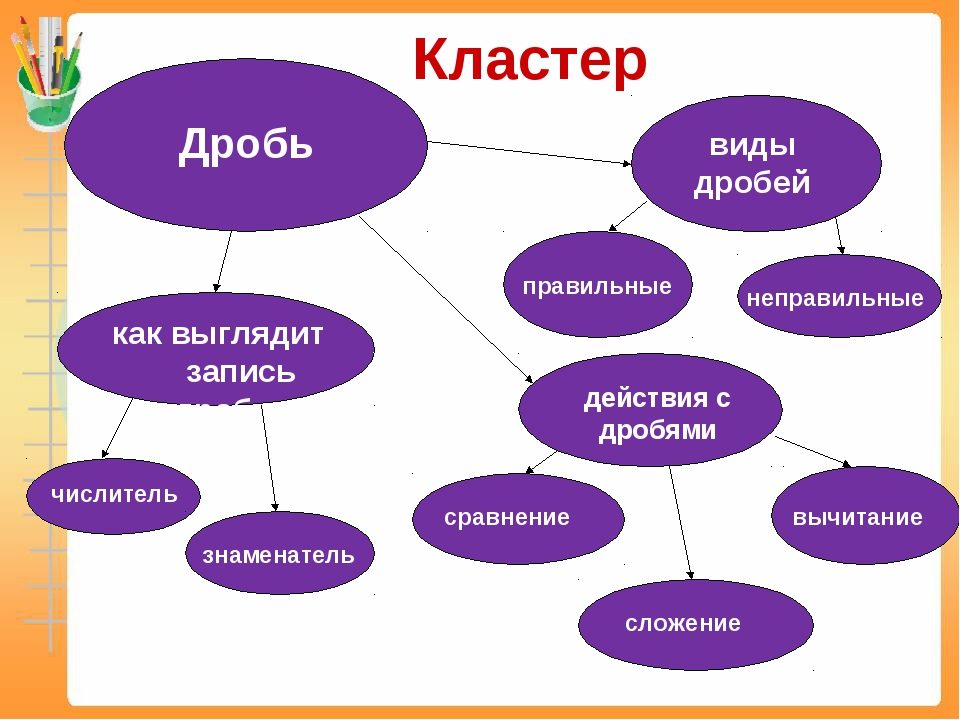 Кластер
Дробь
виды
дробей
правильные
неправильные
как выглядит
запись
действия с
дробями
числитель
знаменатель
сравнение
вычитание
сложение